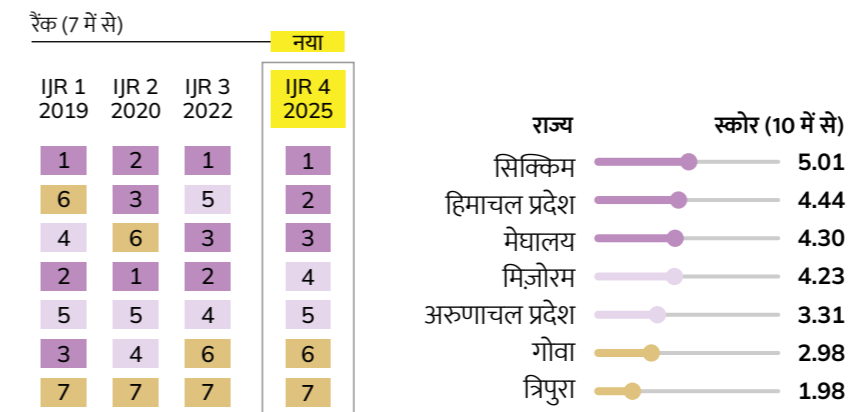 रैंक (7 में से)
नया
IJR 1 IJR 2 IJR 3 IJR 4
2019 2020 2022 2025
राज्य स्कोर (10 में से)
1 2 1 1 सिक्किम 5.01
6 3 5 2 हिमाचल प्रदेश 4.44
4 6 3 3 मेघालय 4.30
2 1 2 4 मिज़ोरम 4.23
5 5 4 5 अरुणाचल प्रदेश 3.31
3 4 6 6 गोवा 2.98
7 7 7 7 त्रिपुरा 1.98